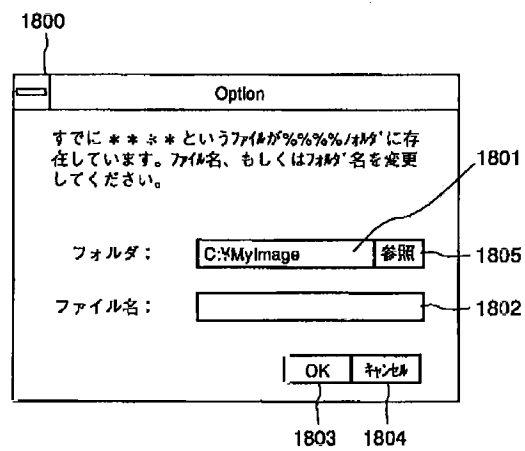 1800
Option
すでに＊＊＊＊というﾌｧｲﾙが%%%%ﾌｫﾙﾀﾞに存
在しています。ﾌｧｲﾙ名、もしくはﾌｫﾙﾀﾞ名を変更
してください。
1801
フォルダ： C:¥MyImage 参照 1805
ファイル名： 1802
OK ｷｬﾝｾﾙ
1803 1804